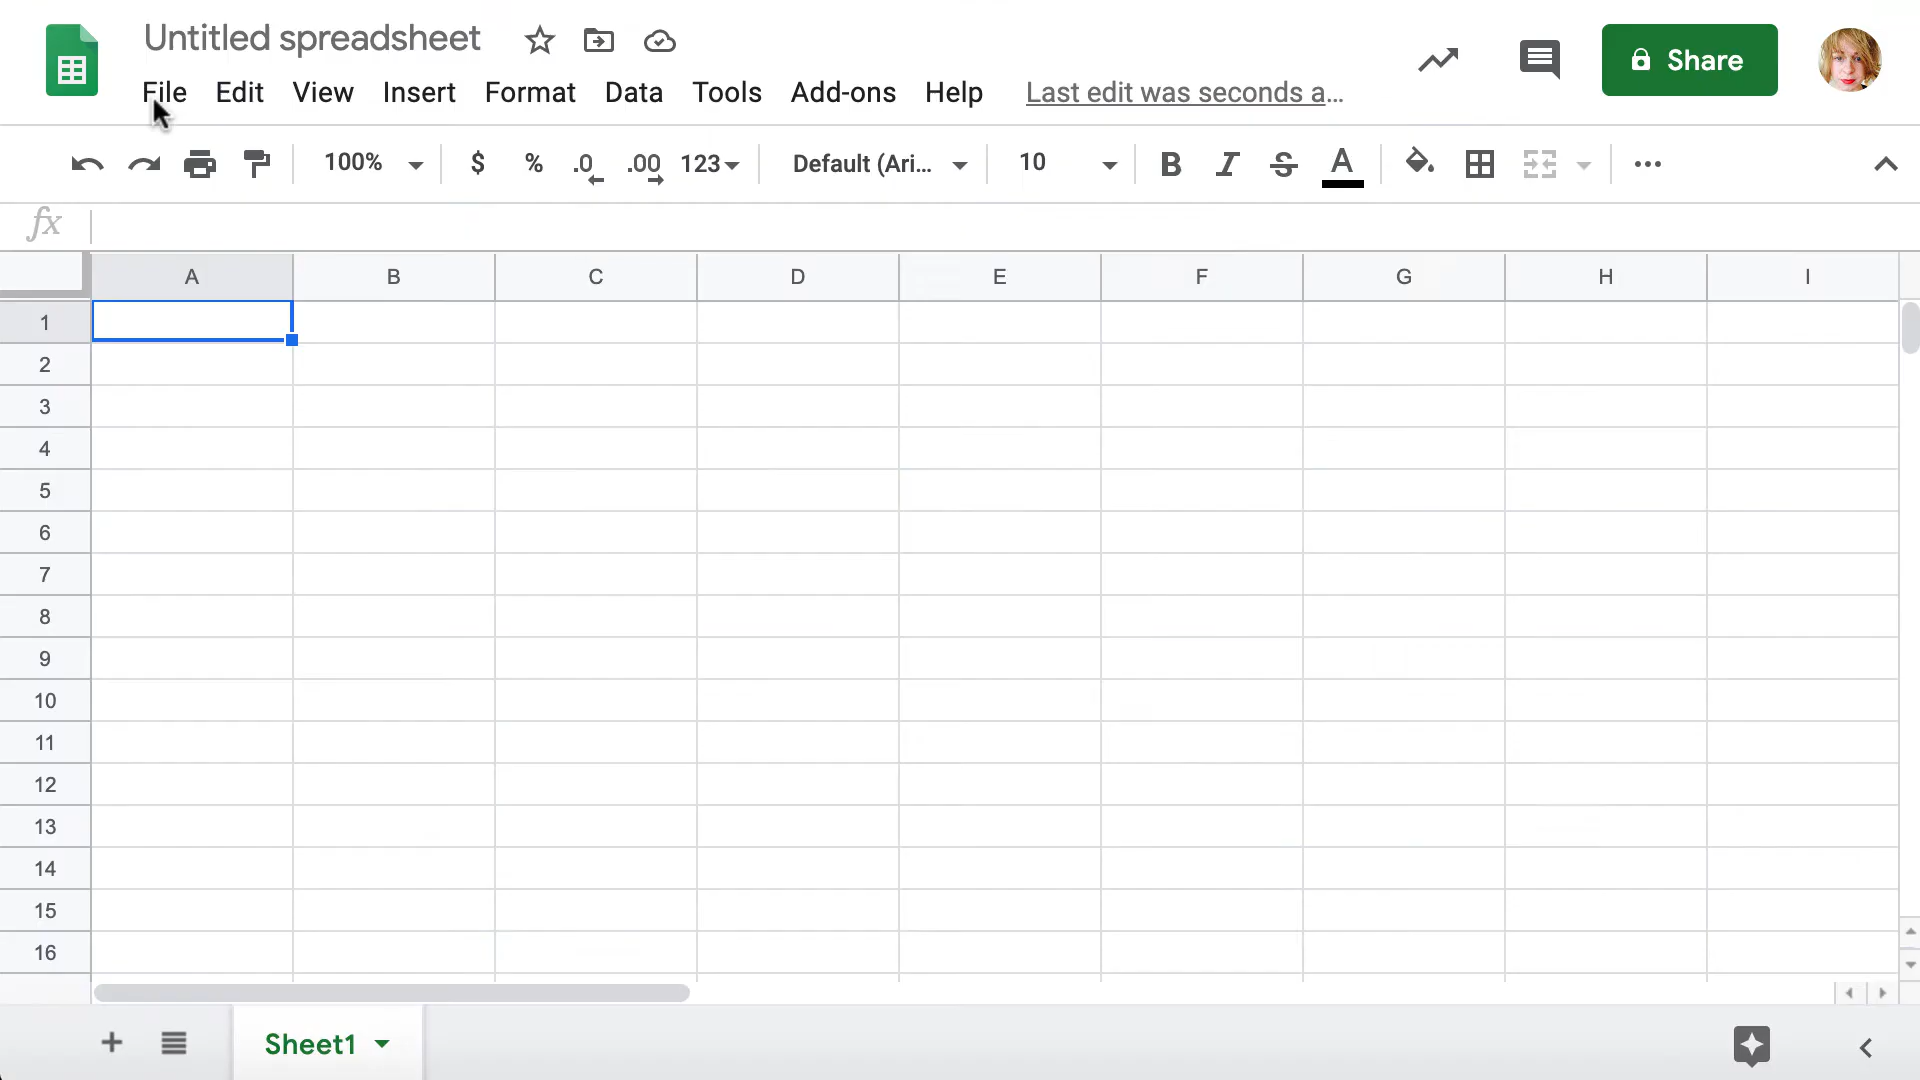 Untitled spreadsheet
File Edit View Insert Format Data Tools Add-ons Help Last edit was seconds a...
Share
100% $ % .0 .00 123 Default (Ari... 10 B I S A
fx
A B C D E F G H I
1
2
3
4
5
6
7
8
9
10
11
12
13
14
15
16
Sheet1